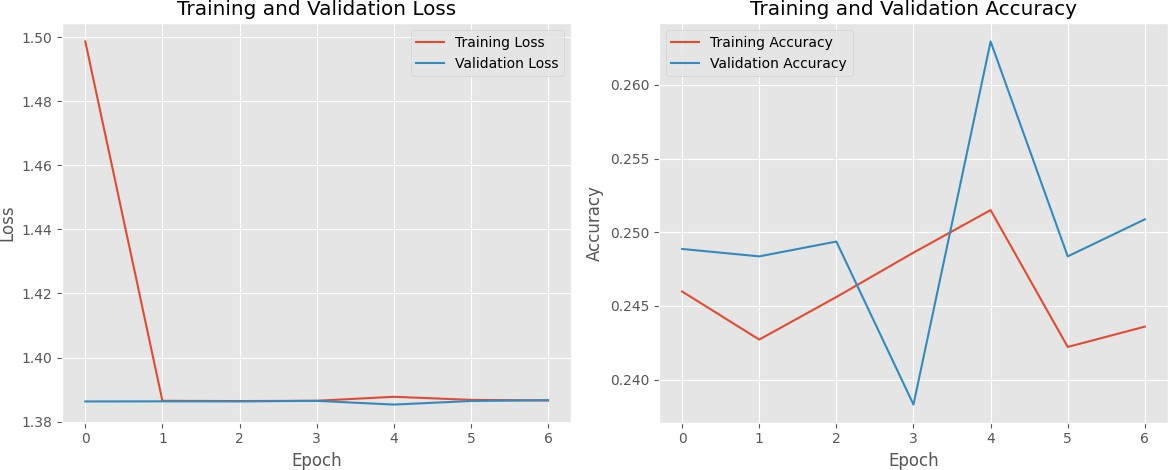 Training and Validation Loss
1.50
1.48
1.46
1.44
1.42
1.40
1.38
Loss
Training Loss
Validation Loss
0 1 2 3 4 5 6
Epoch
Training and Validation Accuracy
0.260
0.255
0.250
0.245
0.240
Accuracy
Training Accuracy
Validation Accuracy
0 1 2 3 4 5 6
Epoch